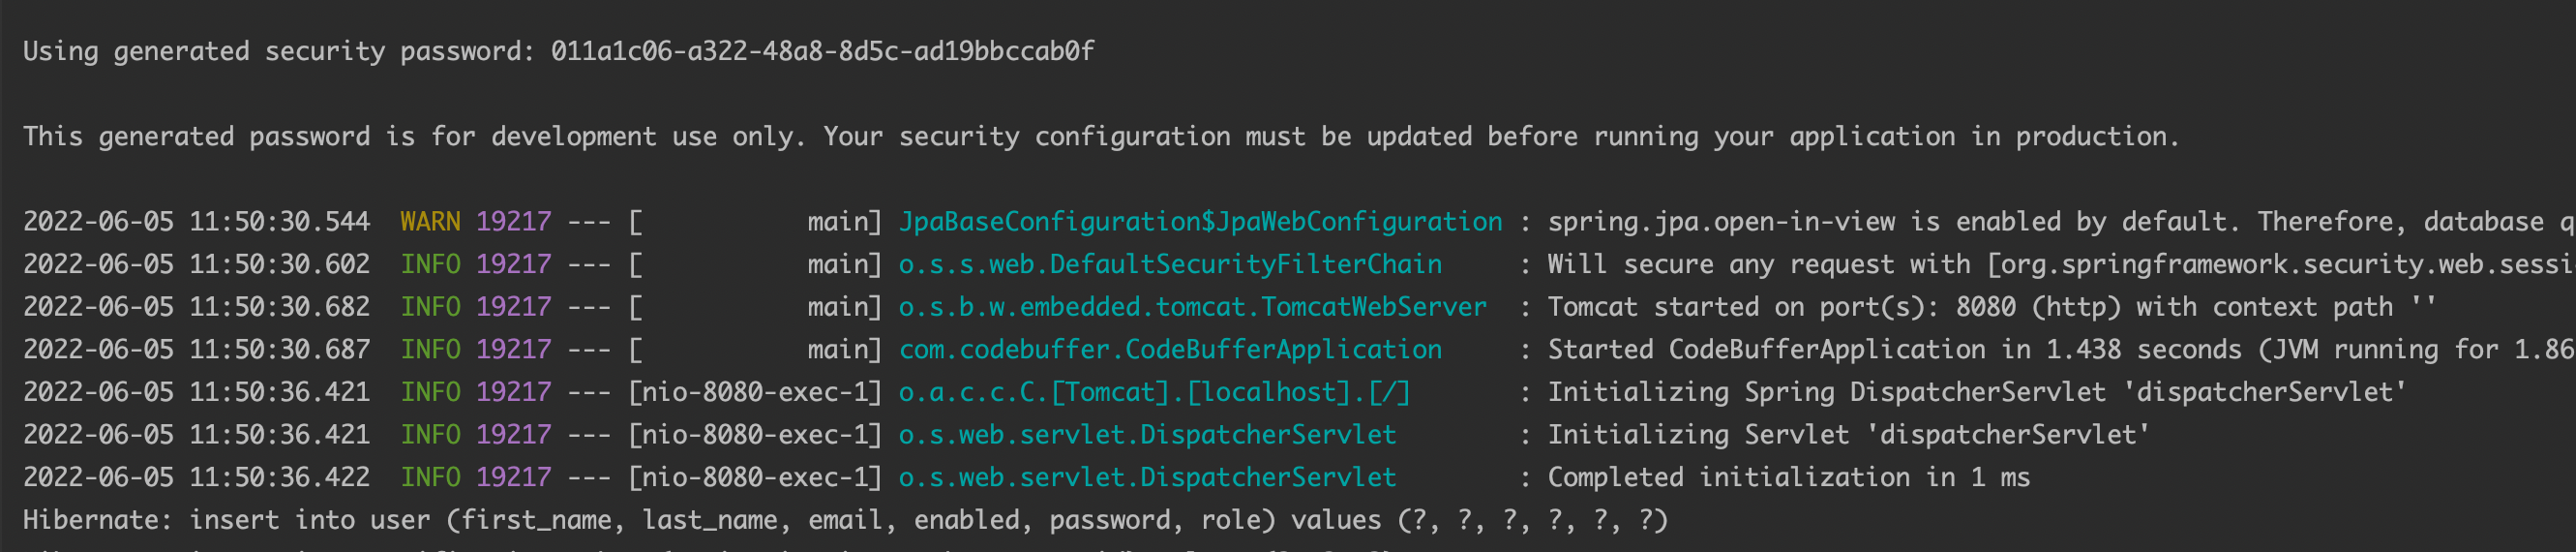 Using generated security password: 011a1c06-a322-48a8-8d5c-ad19bbccab0f
This generated password is for development use only. Your security configuration must be updated before running your application in production.
2022-06-05 11:50:30.544  WARN 19217 --- [           main] JpaBaseConfiguration$JpaWebConfiguration : spring.jpa.open-in-view is enabled by default. Therefore, database q
2022-06-05 11:50:30.602  INFO 19217 --- [           main] o.s.s.web.DefaultSecurityFilterChain     : Will secure any request with [org.springframework.security.web.sessi
2022-06-05 11:50:30.682  INFO 19217 --- [           main] o.s.b.w.embedded.tomcat.TomcatWebServer  : Tomcat started on port(s): 8080 (http) with context path ''
2022-06-05 11:50:30.687  INFO 19217 --- [           main] com.codebuffer.CodeBufferApplication     : Started CodeBufferApplication in 1.438 seconds (JVM running for 1.86
2022-06-05 11:50:36.421  INFO 19217 --- [nio-8080-exec-1] o.a.c.c.C.[Tomcat].[localhost].[/]       : Initializing Spring DispatcherServlet 'dispatcherServlet'
2022-06-05 11:50:36.421  INFO 19217 --- [nio-8080-exec-1] o.s.web.servlet.DispatcherServlet        : Initializing Servlet 'dispatcherServlet'
2022-06-05 11:50:36.422  INFO 19217 --- [nio-8080-exec-1] o.s.web.servlet.DispatcherServlet        : Completed initialization in 1 ms
Hibernate: insert into user (first_name, last_name, email, enabled, password, role) values (?, ?, ?, ?, ?, ?)